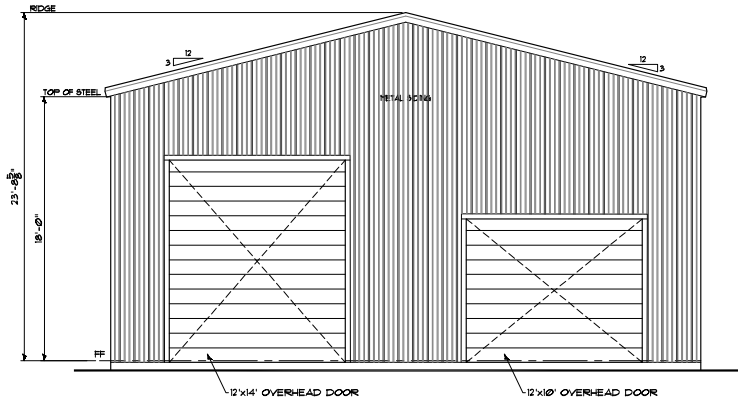 RIDGE
12
3
12
3
TOP OF STEEL
METAL SIDING
23'-8 5/8"
18'-0"
FF
12'x14' OVERHEAD DOOR
12'x10' OVERHEAD DOOR